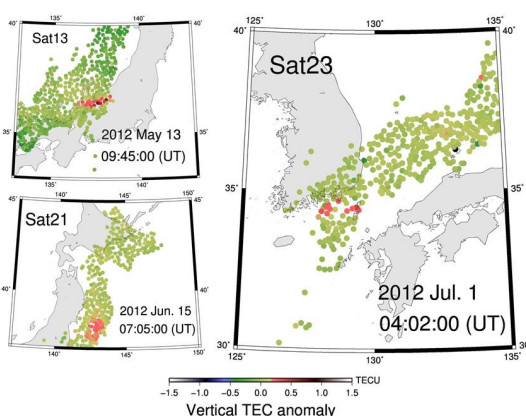 135˚
140˚
40˚
40˚
Sat13
35˚
35˚
2012 May 13
09:45:00 (UT)
135˚
140˚
140˚
145˚
150˚
45˚
45˚
Sat21
40˚
40˚
2012 Jun. 15
07:05:00 (UT)
140˚
145˚
150˚
125˚
130˚
135˚
40˚
40˚
Sat23
35˚
35˚
2012 Jul. 1
04:02:00 (UT)
125˚
130˚
135˚
TECU
−1.5 −1.0 −0.5 0.0 0.5 1.0 1.5
Vertical TEC anomaly